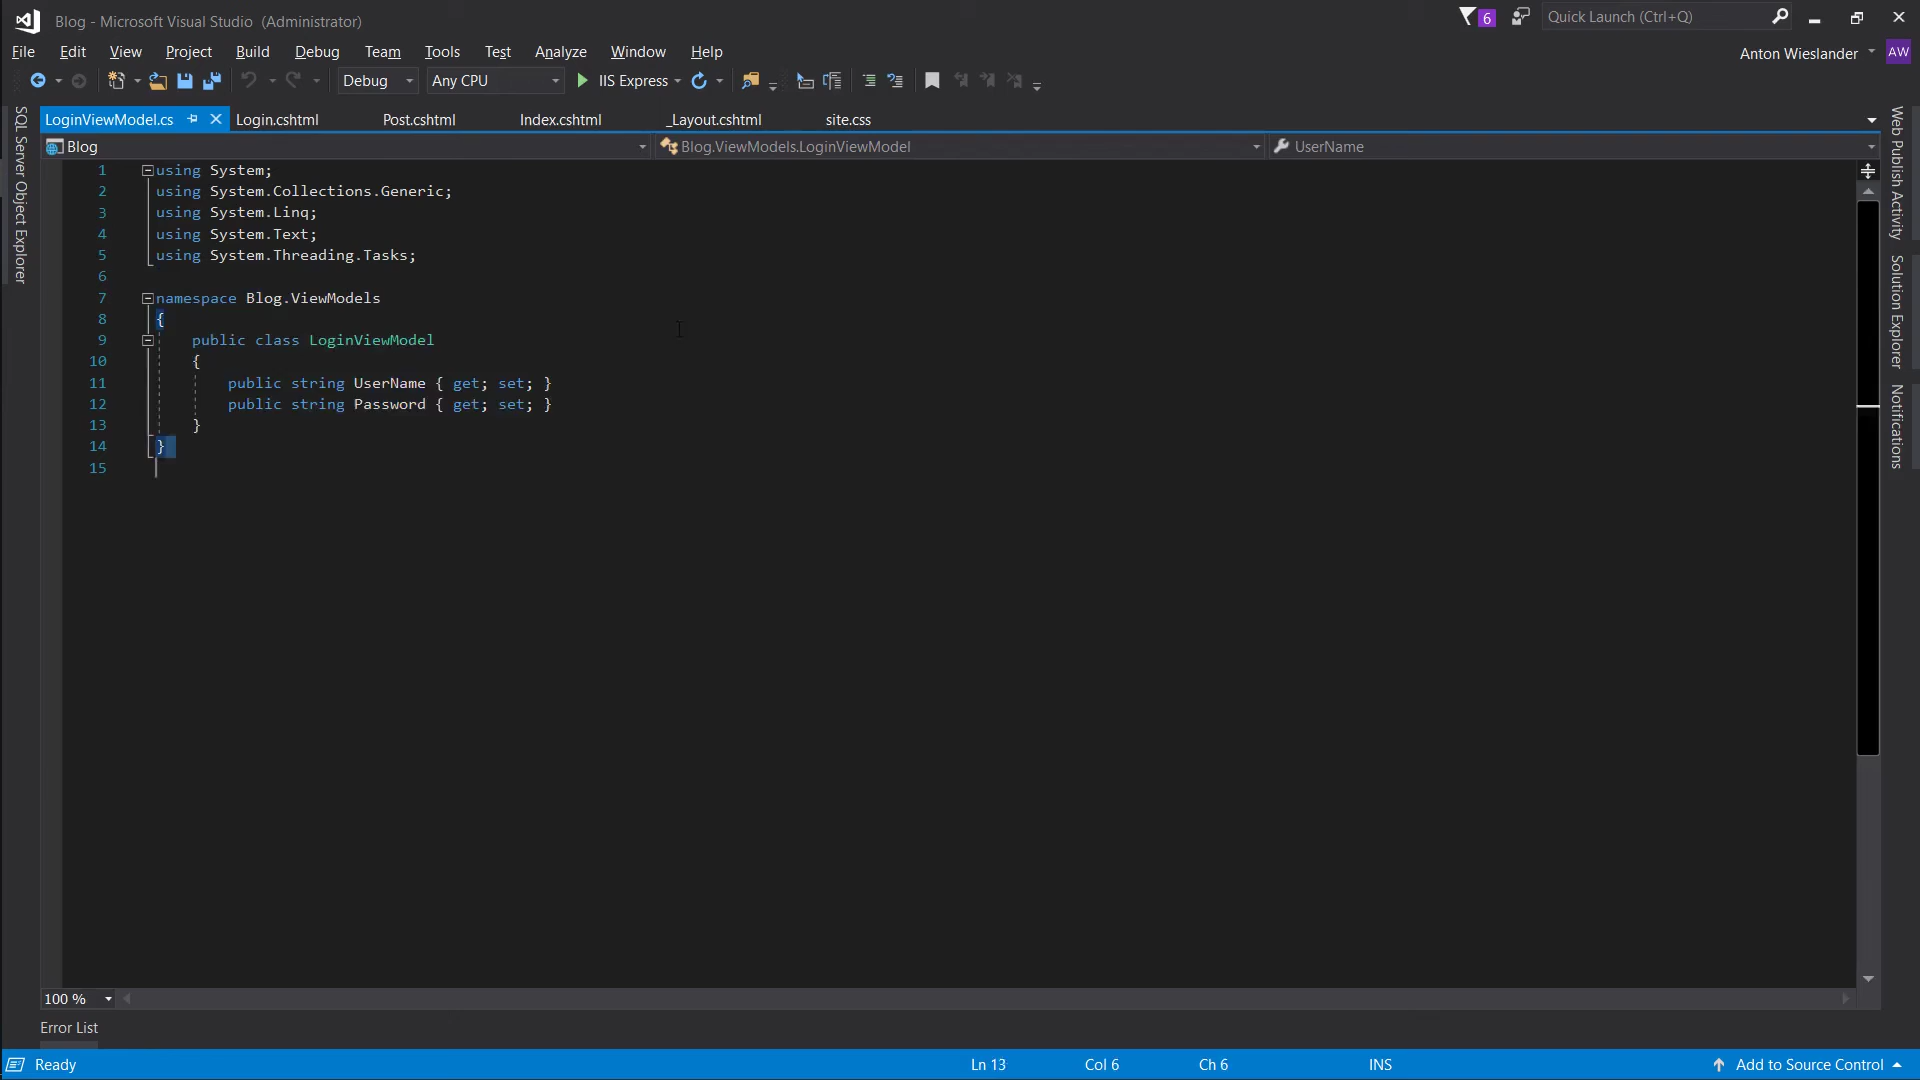 Blog - Microsoft Visual Studio (Administrator)
6
Quick Launch (Ctrl+Q)
File Edit View Project Build Debug Team Tools Test Analyze Window Help
Anton Wieslander AW
Debug Any CPU IIS Express
LoginViewModel.cs Login.cshtml Post.cshtml Index.cshtml _Layout.cshtml site.css
Blog Blog.ViewModels.LoginViewModel UserName
SQL Server Object Explorer
1 using System;
2 using System.Collections.Generic;
3 using System.Linq;
4 using System.Text;
5 using System.Threading.Tasks;
6
7 namespace Blog.ViewModels
8 {
9 public class LoginViewModel
10 {
11 public string UserName { get; set; }
12 public string Password { get; set; }
13 }
14 }
15
Web Publish Activity
Solution Explorer
Notifications
100 %
Error List
Ready Ln 13 Col 6 Ch 6 INS Add to Source Control